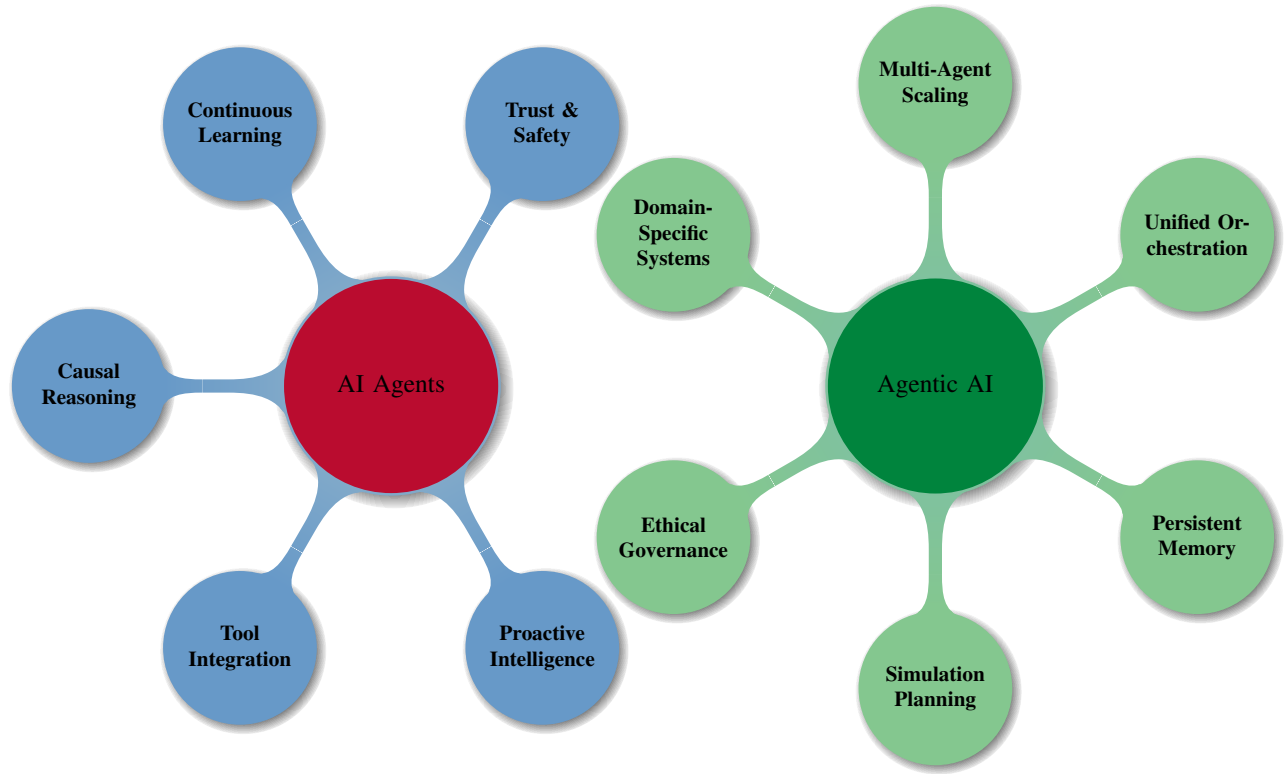 Continuous
Learning
Trust &
Safety
Causal
Reasoning
AI Agents
Tool
Integration
Proactive
Intelligence
Multi-Agent
Scaling
Domain-
Specific
Systems
Unified Or-
chestration
Agentic AI
Ethical
Governance
Persistent
Memory
Simulation
Planning